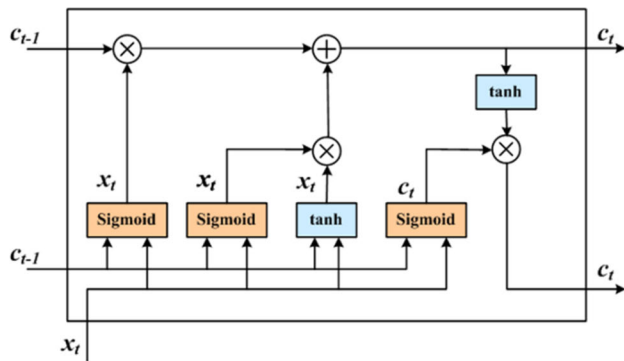 c_{t-1} × + c_t
tanh
× ×
x_t x_t x_t c_t
Sigmoid Sigmoid tanh Sigmoid
c_{t-1}
c_t
x_t